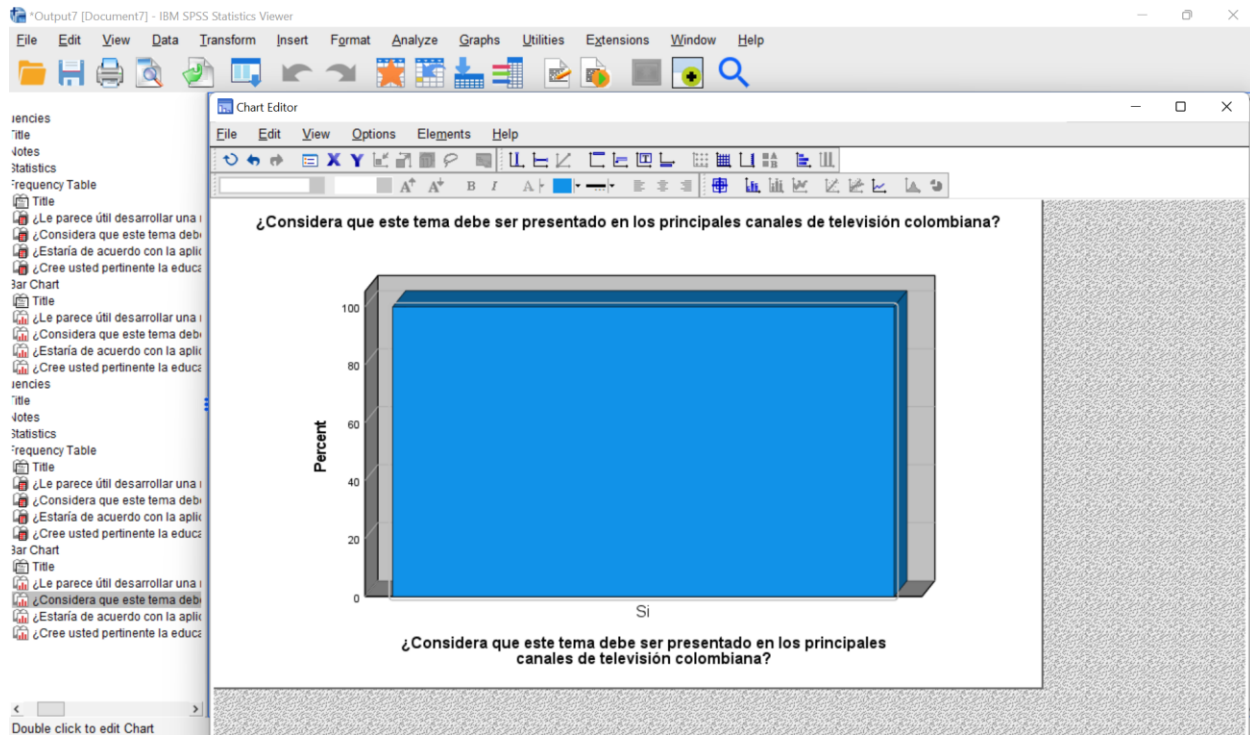 *Output7 [Document7] - IBM SPSS Statistics Viewer
File Edit View Data Transform Insert Format Analyze Graphs Utilities Extensions Window Help
Chart Editor
File Edit View Options Elements Help
X Y
A A B I A
uencies
Title
Notes
Statistics
Frequency Table
Title
¿Le parece útil desarrollar una
¿Considera que este tema deb
¿Estaría de acuerdo con la aplic
¿Cree usted pertinente la educa
Bar Chart
Title
¿Le parece útil desarrollar una
¿Considera que este tema deb
¿Estaría de acuerdo con la aplic
¿Cree usted pertinente la educa
uencies
Title
Notes
Statistics
Frequency Table
Title
¿Le parece útil desarrollar una
¿Considera que este tema deb
¿Estaría de acuerdo con la aplic
¿Cree usted pertinente la educa
Bar Chart
Title
¿Le parece útil desarrollar una
¿Considera que este tema deb
¿Estaría de acuerdo con la aplic
¿Cree usted pertinente la educa
Double click to edit Chart
¿Considera que este tema debe ser presentado en los principales canales de televisión colombiana?
Percent
100
80
60
40
20
0
Si
¿Considera que este tema debe ser presentado en los principales
canales de televisión colombiana?